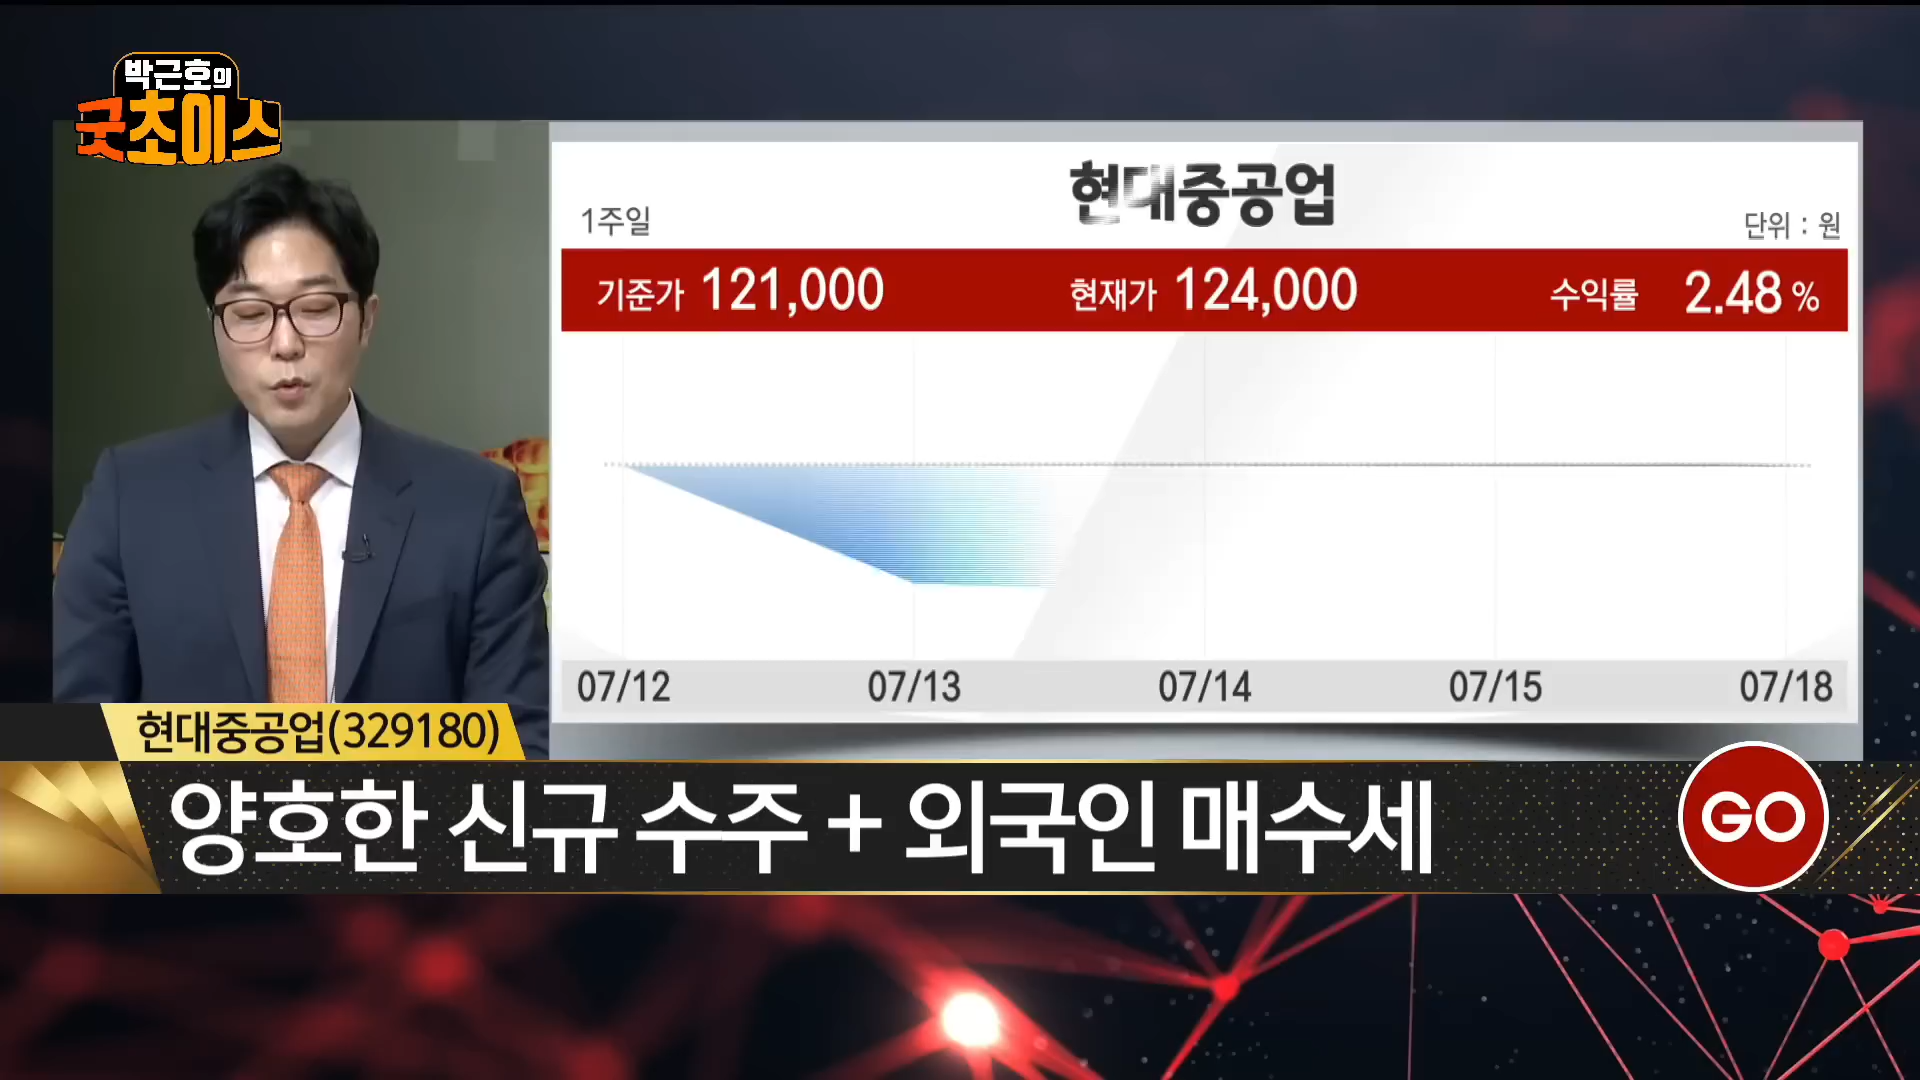 박근호의
굿초이스
현대중공업
1주일
단위 : 원
기준가 121,000 현재가 124,000 수익률 2.48 %
07/12 07/13 07/14 07/15 07/18
현대중공업(329180)
양호한 신규 수주 + 외국인 매수세
GO